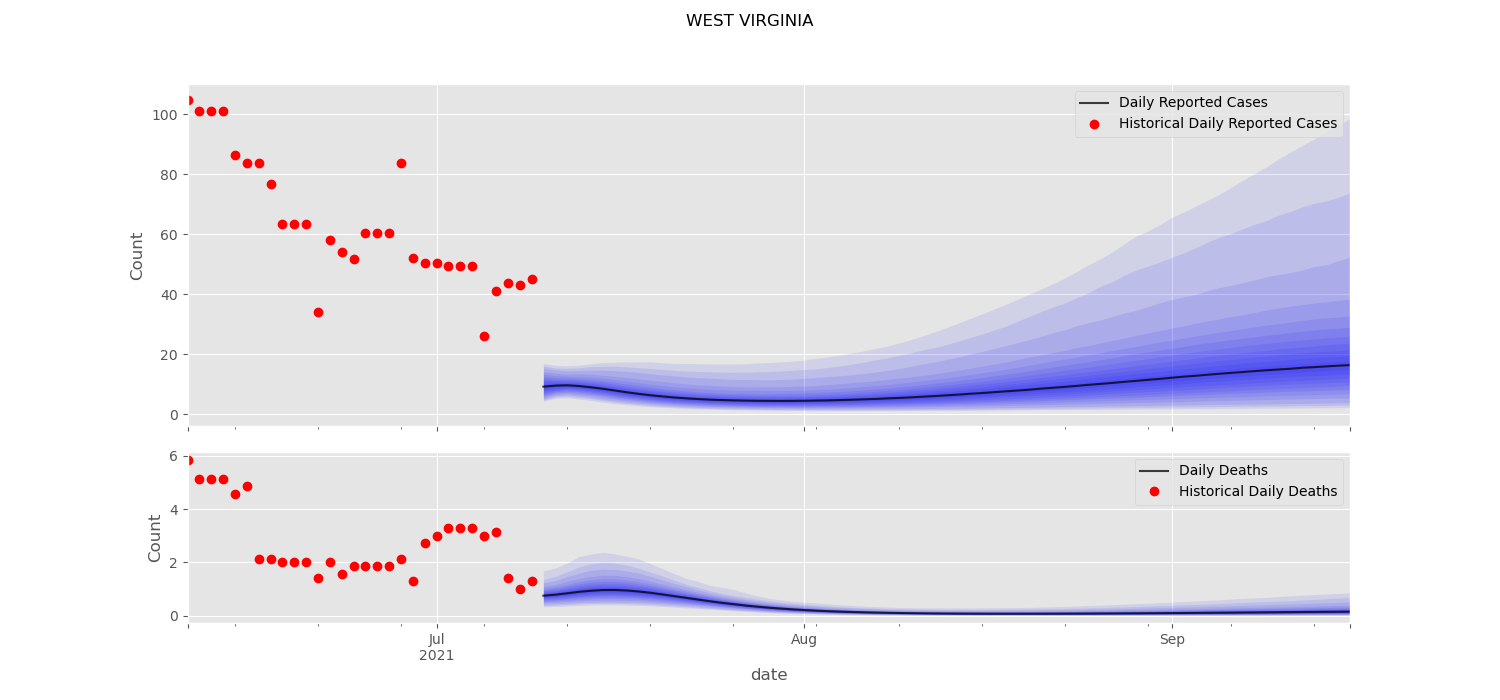 WEST VIRGINIA
Daily Reported Cases
Historical Daily Reported Cases
100
80
60
40
20
0
Count
Daily Deaths
Historical Daily Deaths
6
4
2
0
Count
Jul
2021
Aug
Sep
date